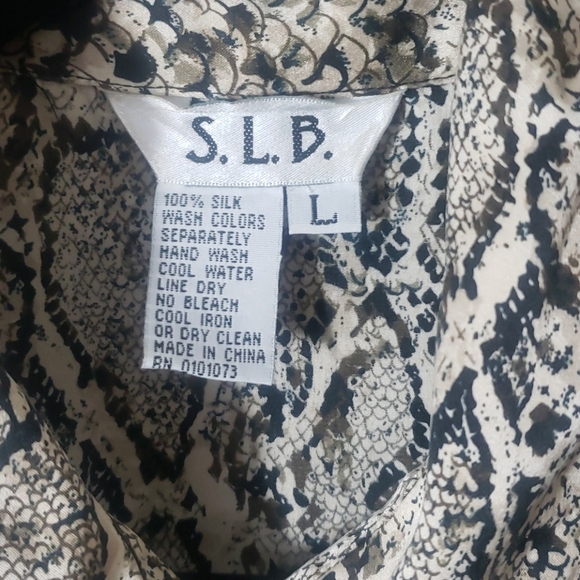 S.L.B.
L
100% SILK
WASH COLORS
SEPARATELY
HAND WASH
COOL WATER
LINE DRY
NO BLEACH
COOL IRON
OR DRY CLEAN
MADE IN CHINA
RN 0101073